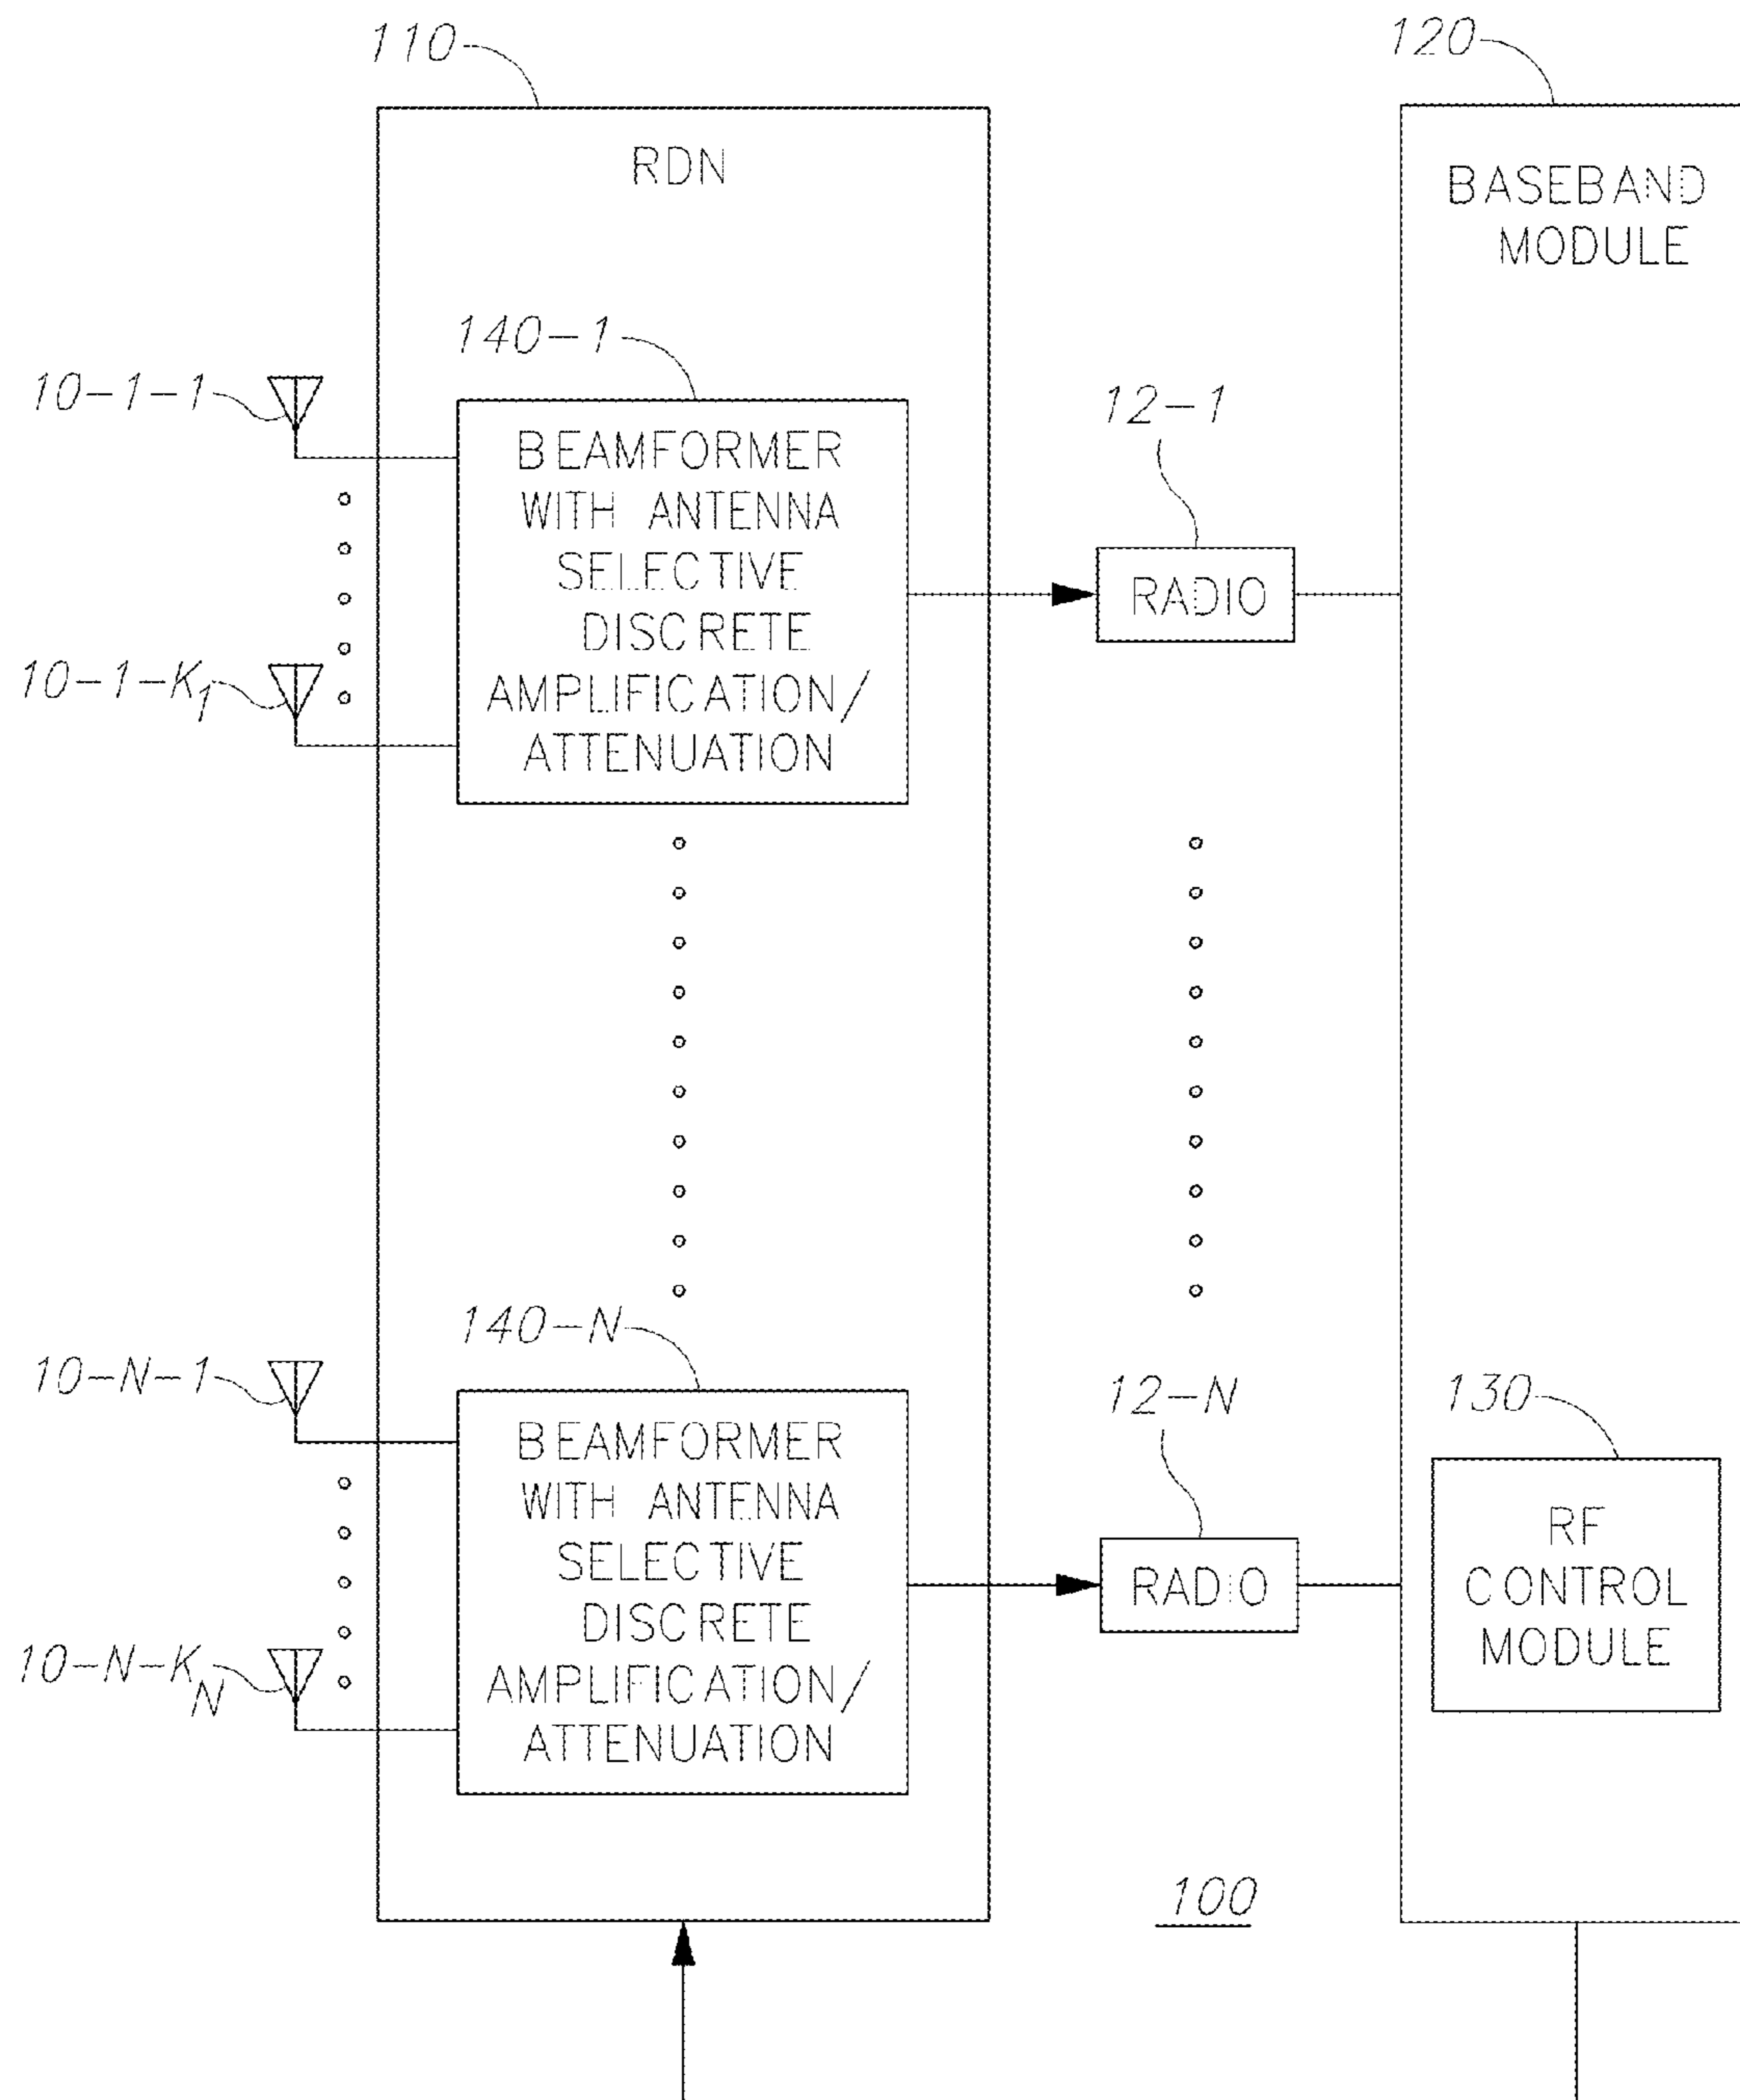 110
120
RDN
BASEBAND
MODULE
140-1
10-1-1
12-1
BEAMFORMER
WITH ANTENNA
SELECTIVE
DISCRETE
AMPLIFICATION/
ATTENUATION
RADIO
10-1-K1
140-N
10-N-1
12-N
130
BEAMFORMER
WITH ANTENNA
SELECTIVE
DISCRETE
AMPLIFICATION/
ATTENUATION
RADIO
RF
CONTROL
MODULE
10-N-KN
100